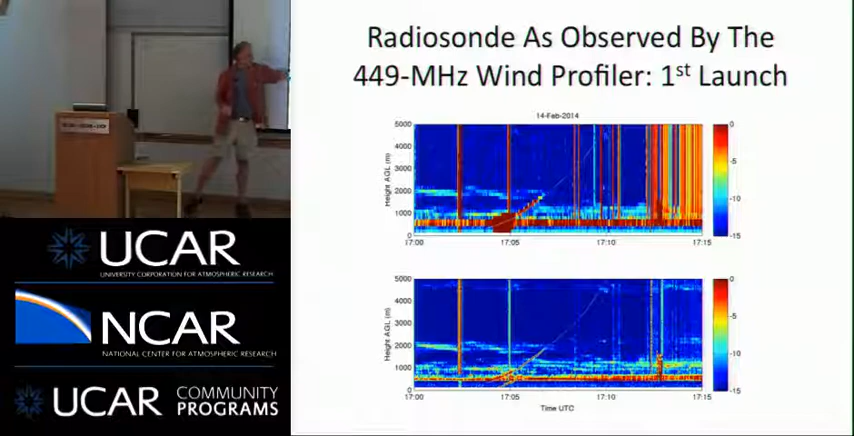 Radiosonde As Observed By The
449-MHz Wind Profiler: 1st Launch
14-Feb-2014
Height AGL (m)
5000
4000
3000
2000
1000
0
17:00 17:05 17:10 17:15
0
-5
-10
-15
Height AGL (m)
5000
4000
3000
2000
1000
0
17:00 17:05 17:10 17:15
Time UTC
0
-5
-10
-15
UCAR
UNIVERSITY CORPORATION FOR ATMOSPHERIC RESEARCH
NCAR
NATIONAL CENTER FOR ATMOSPHERIC RESEARCH
UCAR COMMUNITY
PROGRAMS